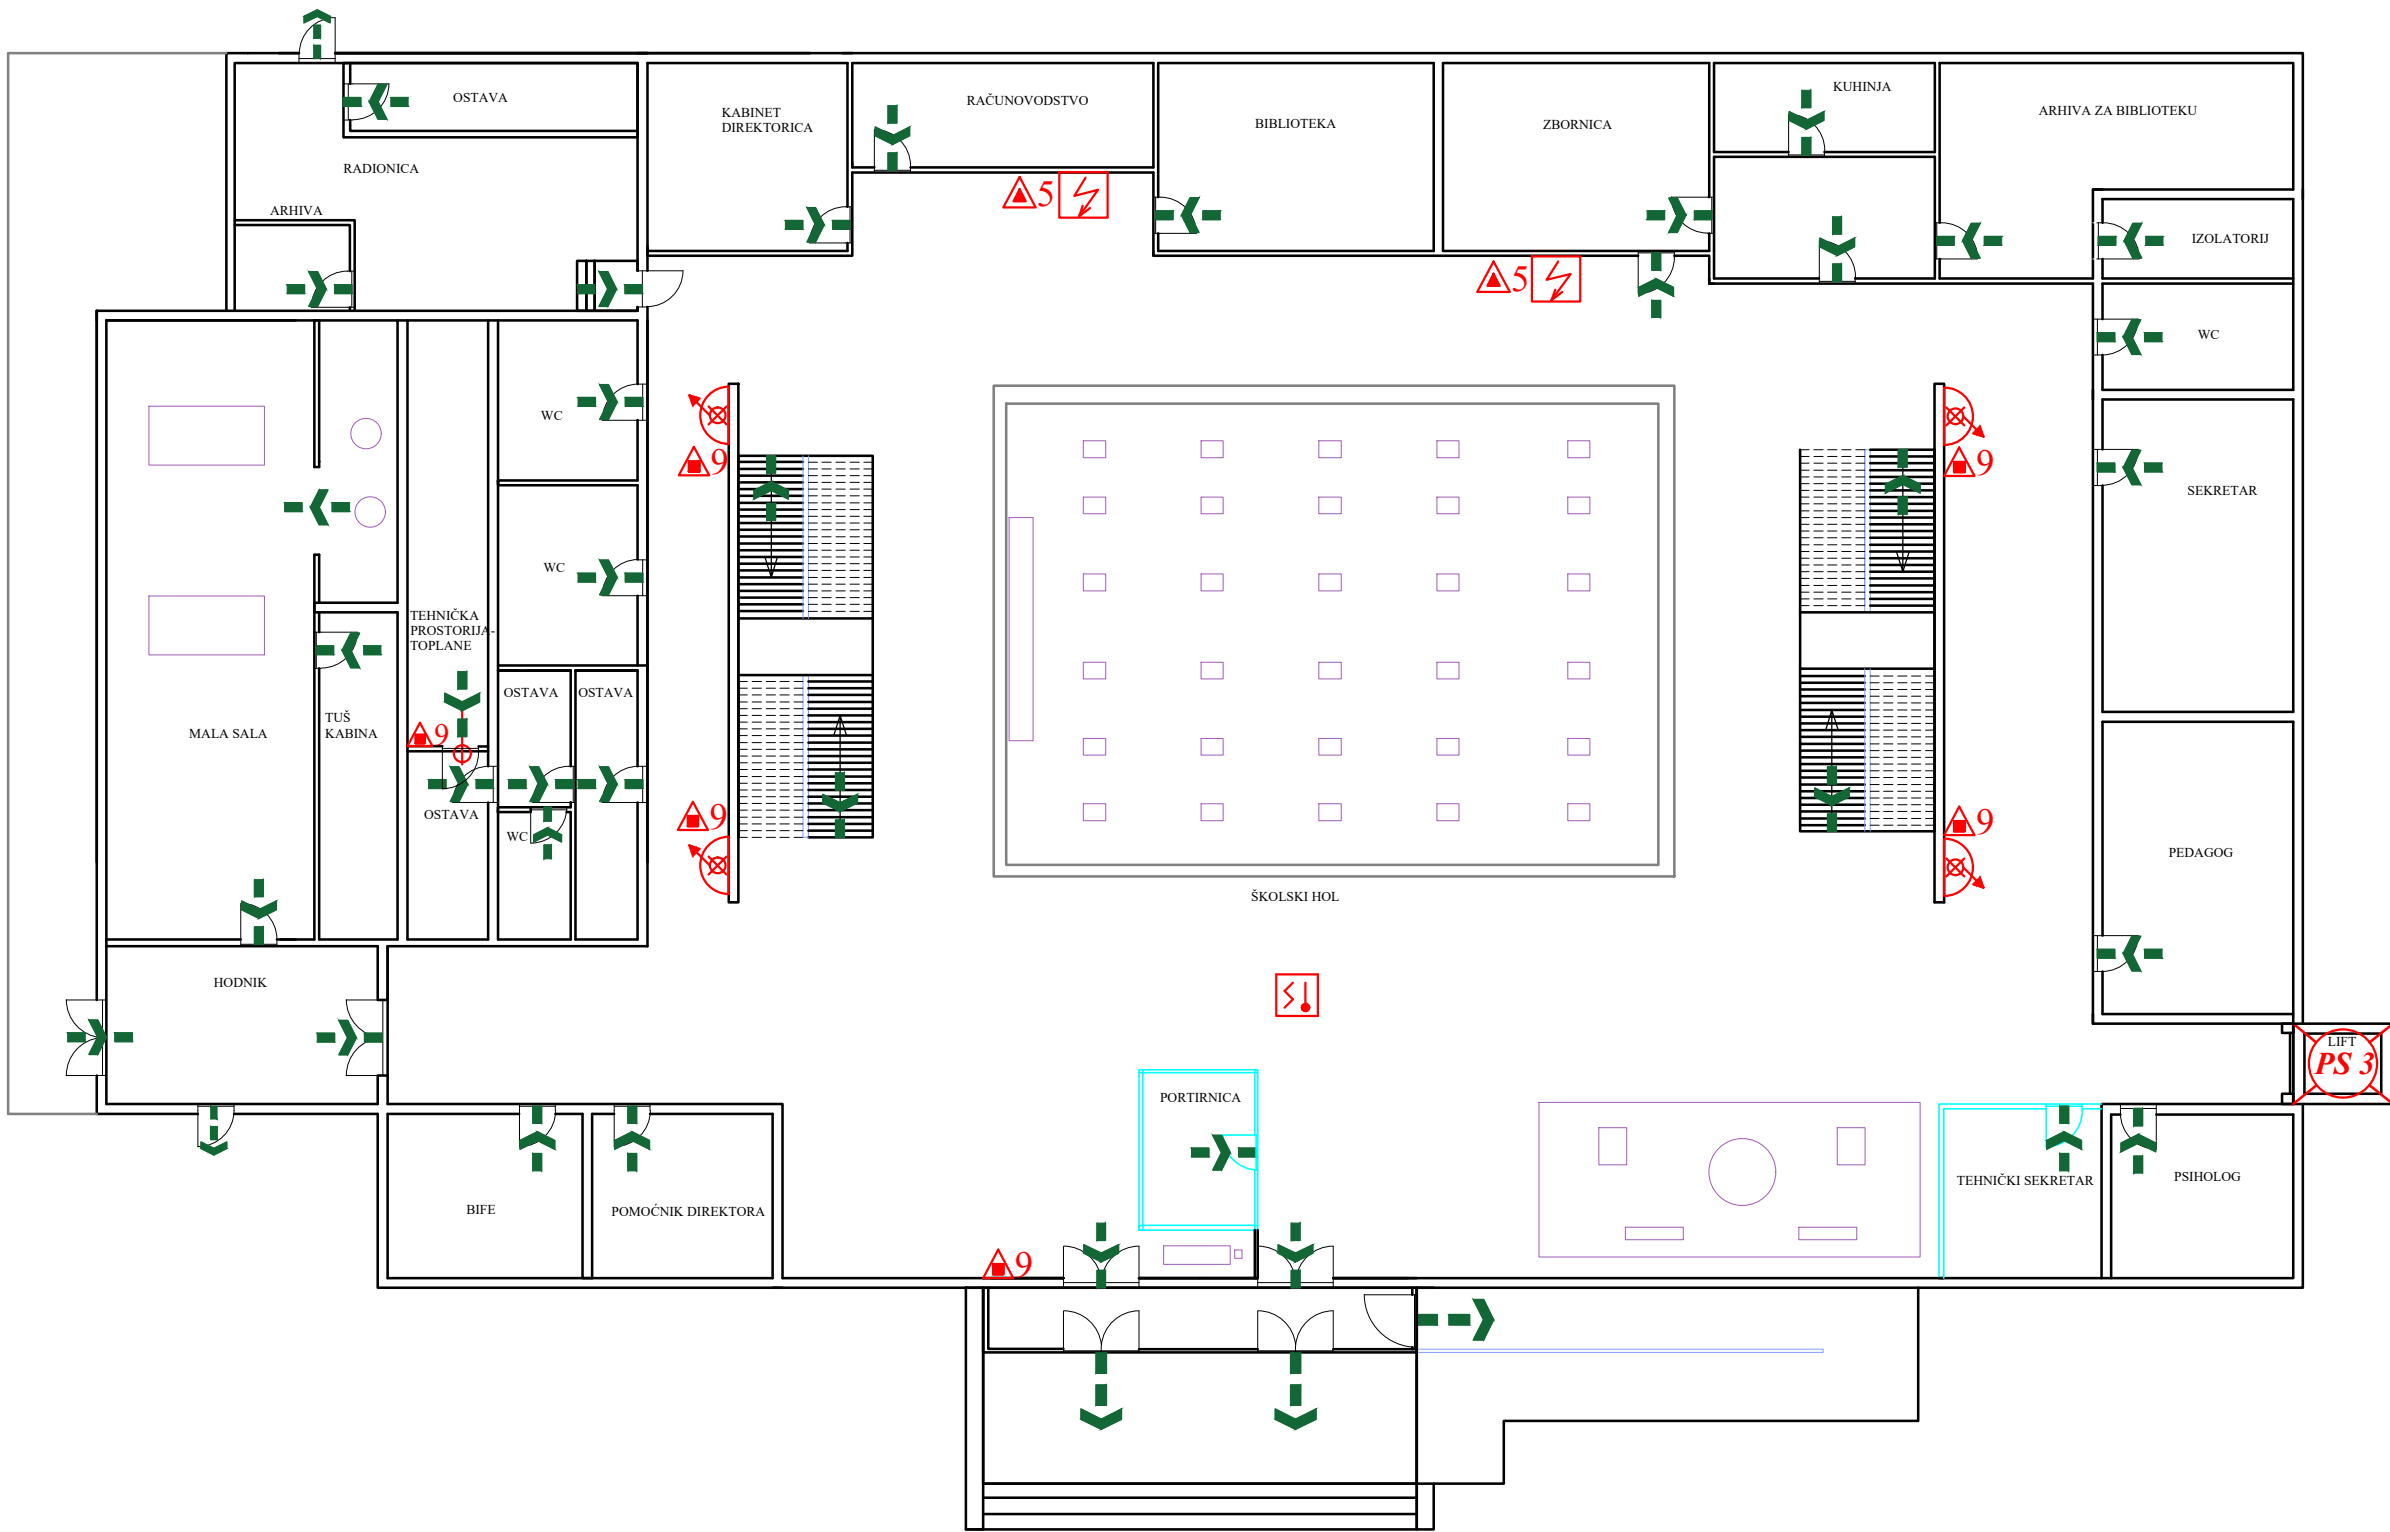 OSTAVA
KABINET
DIREKTORICA
RAČUNOVODSTVO
BIBLIOTEKA
ZBORNICA
KUHINJA
ARHIVA ZA BIBLIOTEKU
RADIONICA
ARHIVA
5
5
IZOLATORIJ
WC
WC
9
9
SEKRETAR
WC
TEHNIČKA
PROSTORIJA-
TOPLANE
OSTAVA
OSTAVA
MALA SALA
TUŠ
KABINA
9
OSTAVA
WC
9
9
PEDAGOG
ŠKOLSKI HOL
HODNIK
LIFT
PS 3
PORTIRNICA
BIFE
POMOĆNIK DIREKTORA
TEHNIČKI SEKRETAR
PSIHOLOG
9